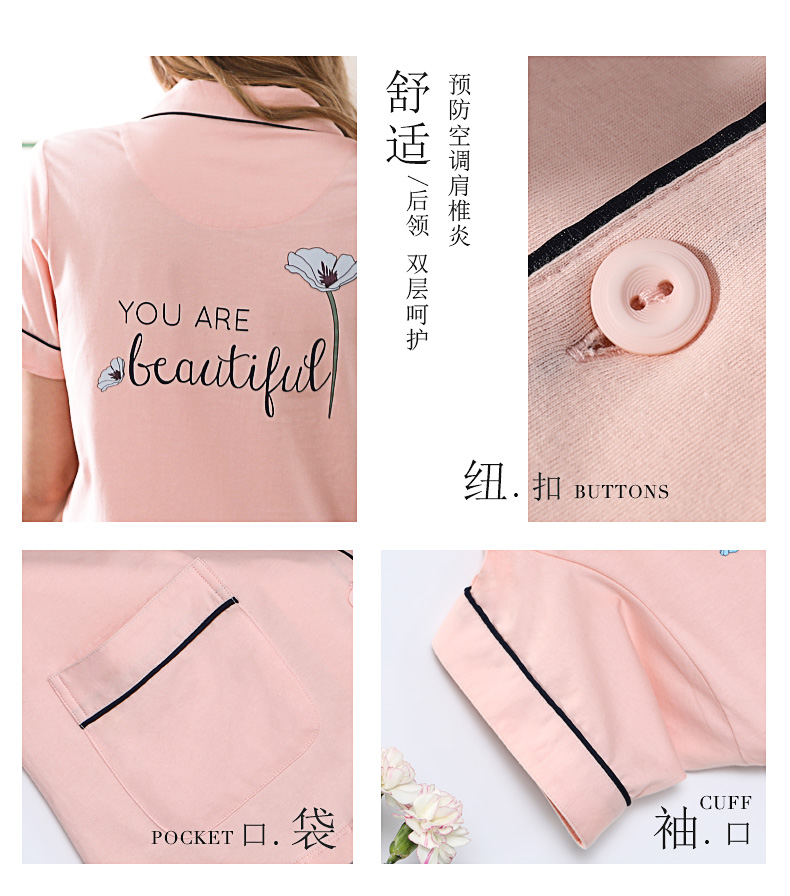 预防空调肩椎炎
舒适/后领 双层呵护
YOU ARE
beautiful
纽.扣 BUTTONS
POCKET 口.袋
CUFF
袖.口